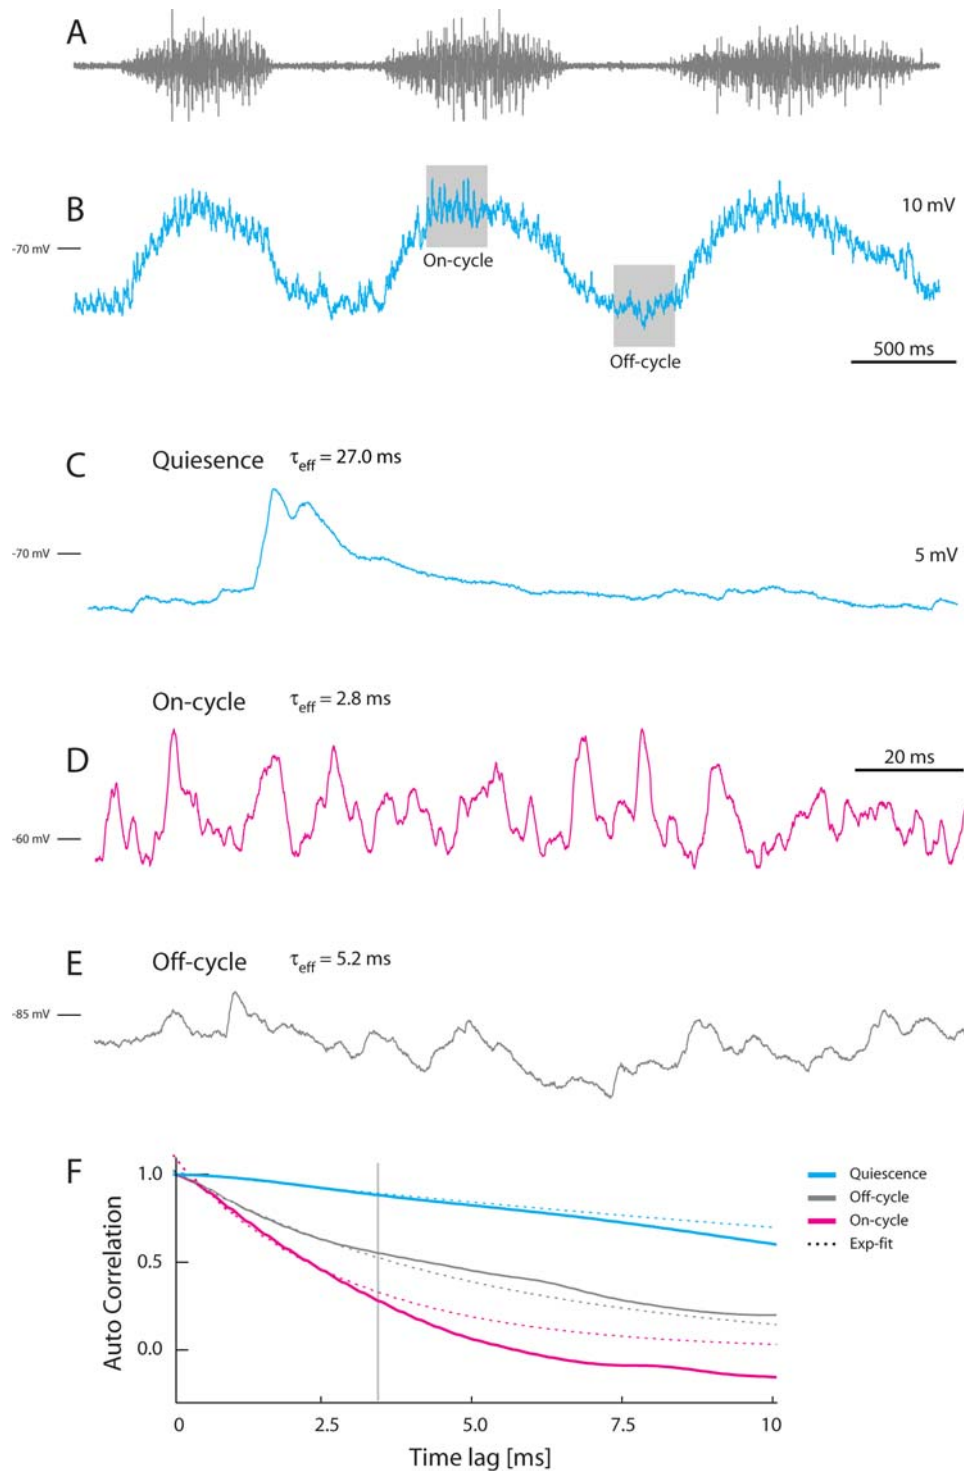 A
B
10 mV
-70 mV
On-cycle
Off-cycle
500 ms
C
Quiesence
τeff = 27.0 ms
-70 mV
5 mV
On-cycle
τeff = 2.8 ms
D
20 ms
-60 mV
E
Off-cycle
τeff = 5.2 ms
-85 mV
F
1.0
0.5
0.0
Auto Correlation
Quiescence
Off-cycle
On-cycle
Exp-fit
0 2.5 5.0 7.5 10
Time lag [ms]